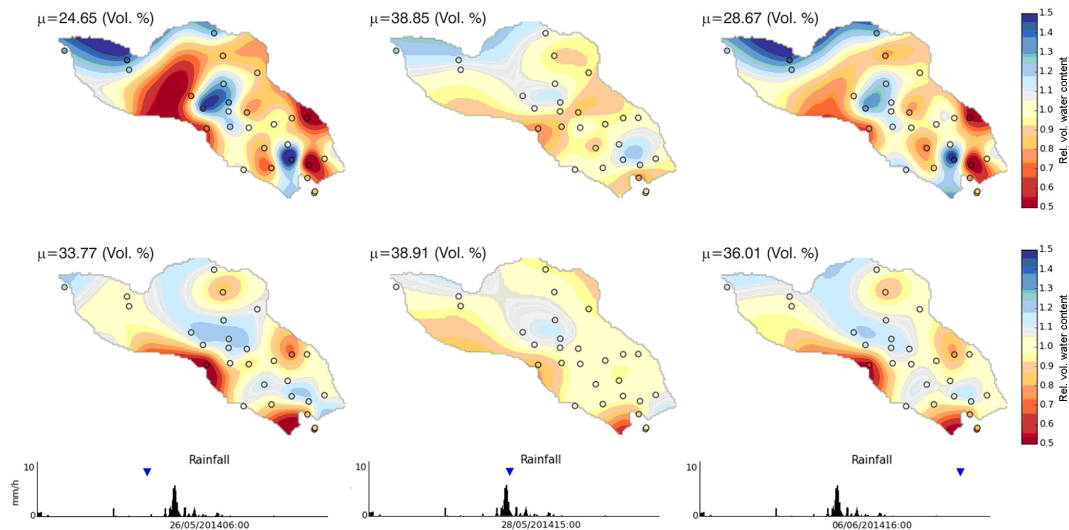 μ=24.65 (Vol. %)
μ=38.85 (Vol. %)
μ=28.67 (Vol. %)
1.5
1.4
1.3
1.2
1.1
1.0
0.9
0.8
0.7
0.6
0.5
Rel. vol. water content
μ=33.77 (Vol. %)
μ=38.91 (Vol. %)
μ=36.01 (Vol. %)
1.5
1.4
1.3
1.2
1.1
1.0
0.9
0.8
0.7
0.6
0.5
Rel. vol. water content
Rainfall
10
0
mm/h
26/05/201406:00
Rainfall
10
0
28/05/201415:00
Rainfall
10
0
06/06/201416:00